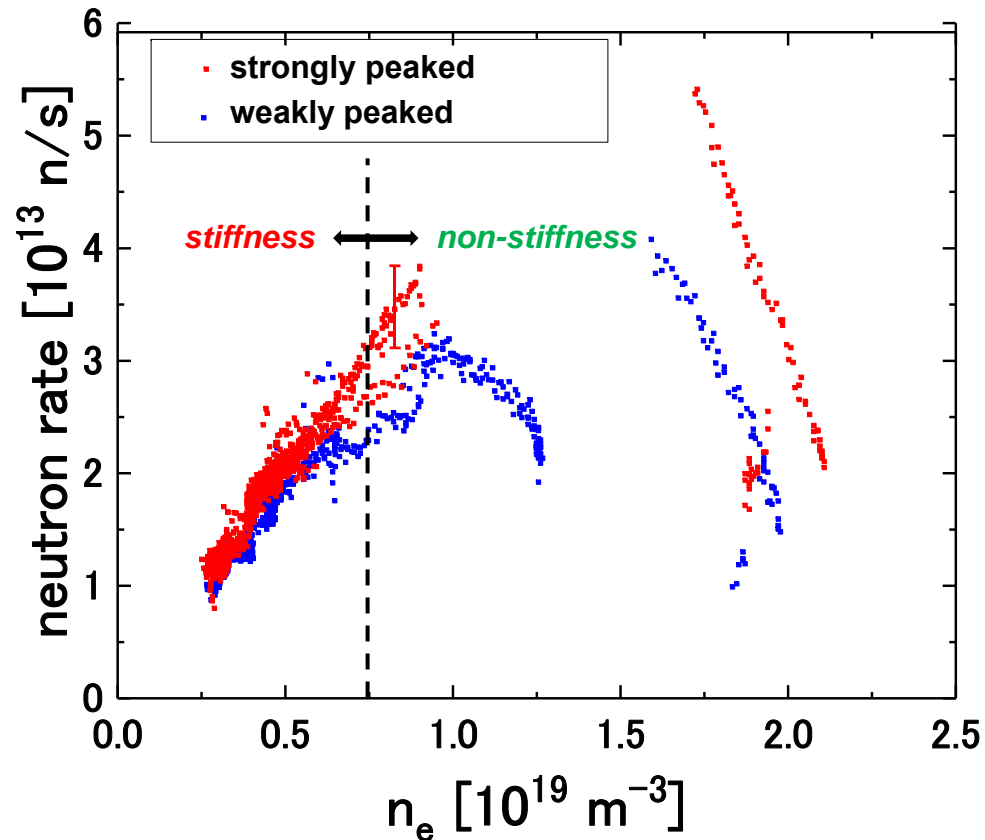 strongly peaked
weakly peaked
stiffness
non-stiffness
neutron rate [10¹³ n/s]
6
5
4
3
2
1
0
0.0 0.5 1.0 1.5 2.0 2.5
nₑ [10¹⁹ m⁻³]